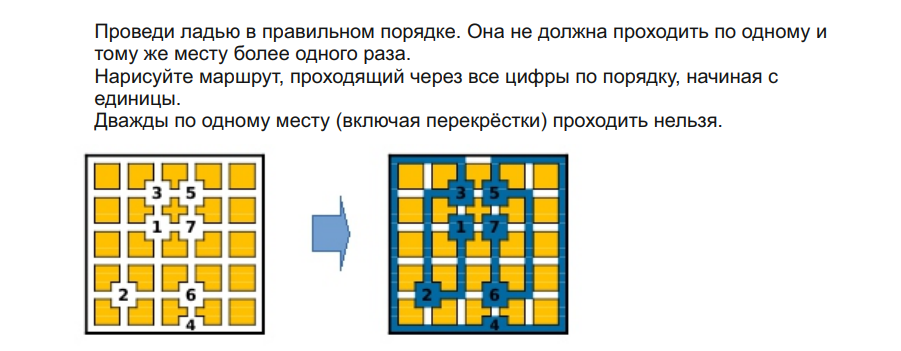 Проведи ладью в правильном порядке. Она не должна проходить по одному и
тому же месту более одного раза.
Нарисуйте маршрут, проходящий через все цифры по порядку, начиная с
единицы.
Дважды по одному месту (включая перекрёстки) проходить нельзя.
3 5
1 7
2 6
4
3 5
1 7
2 6
4